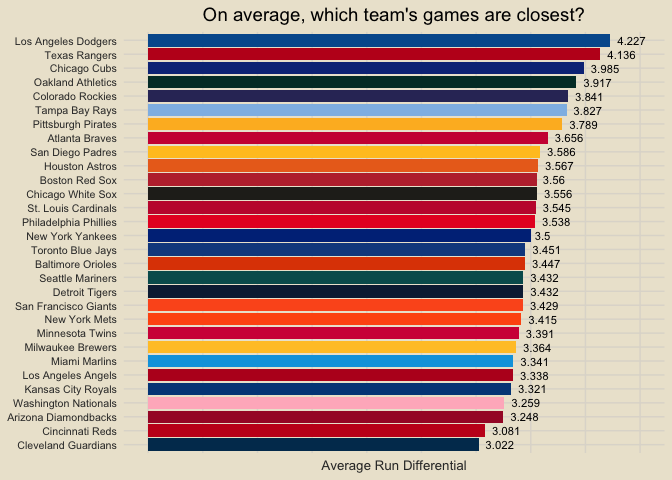 On average, which team's games are closest?
Los Angeles Dodgers 4.227
Texas Rangers 4.136
Chicago Cubs 3.985
Oakland Athletics 3.917
Colorado Rockies 3.841
Tampa Bay Rays 3.827
Pittsburgh Pirates 3.789
Atlanta Braves 3.656
San Diego Padres 3.586
Houston Astros 3.567
Boston Red Sox 3.56
Chicago White Sox 3.556
St. Louis Cardinals 3.545
Philadelphia Phillies 3.538
New York Yankees 3.5
Toronto Blue Jays 3.451
Baltimore Orioles 3.447
Seattle Mariners 3.432
Detroit Tigers 3.432
San Francisco Giants 3.429
New York Mets 3.415
Minnesota Twins 3.391
Milwaukee Brewers 3.364
Miami Marlins 3.341
Los Angeles Angels 3.338
Kansas City Royals 3.321
Washington Nationals 3.259
Arizona Diamondbacks 3.248
Cincinnati Reds 3.081
Cleveland Guardians 3.022
Average Run Differential